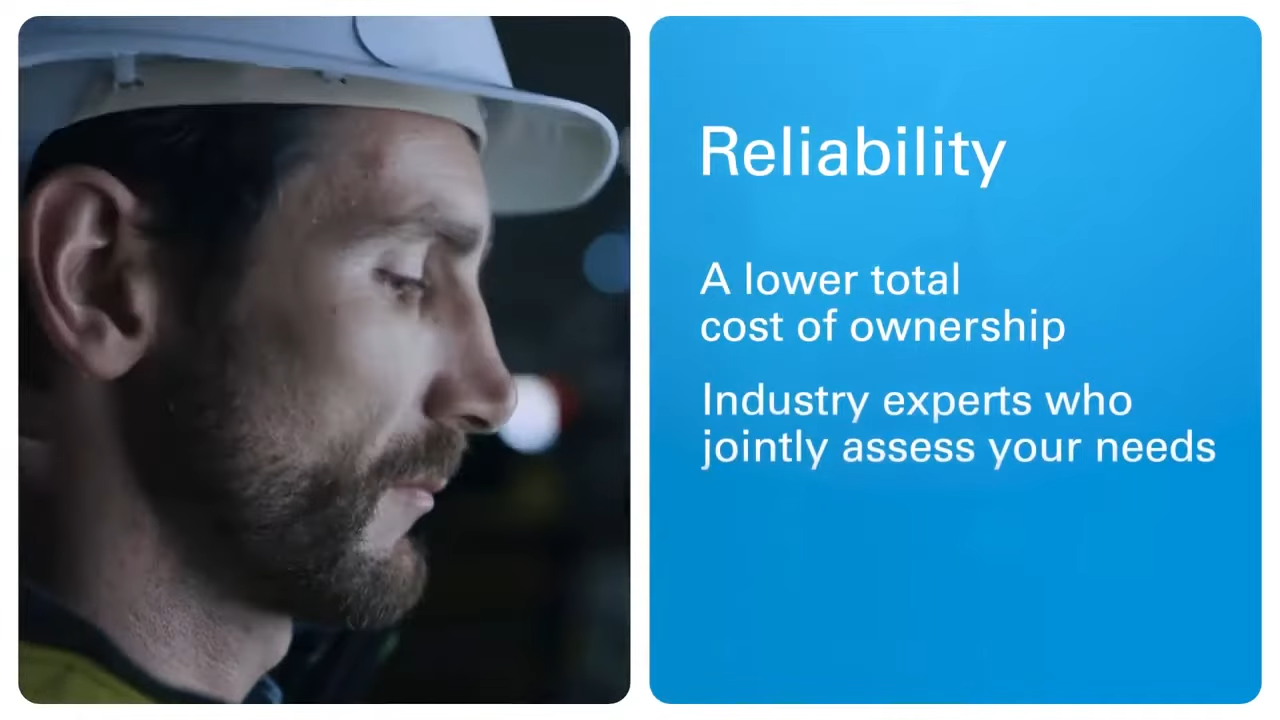 Reliability
A lower total
cost of ownership
Industry experts who
jointly assess your needs